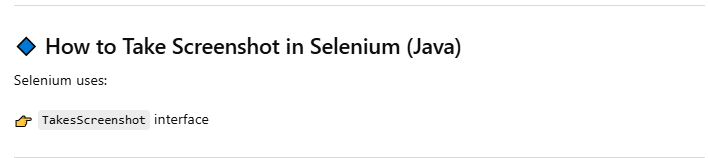 How to Take Screenshot in Selenium (Java)
Selenium uses:
TakesScreenshot interface